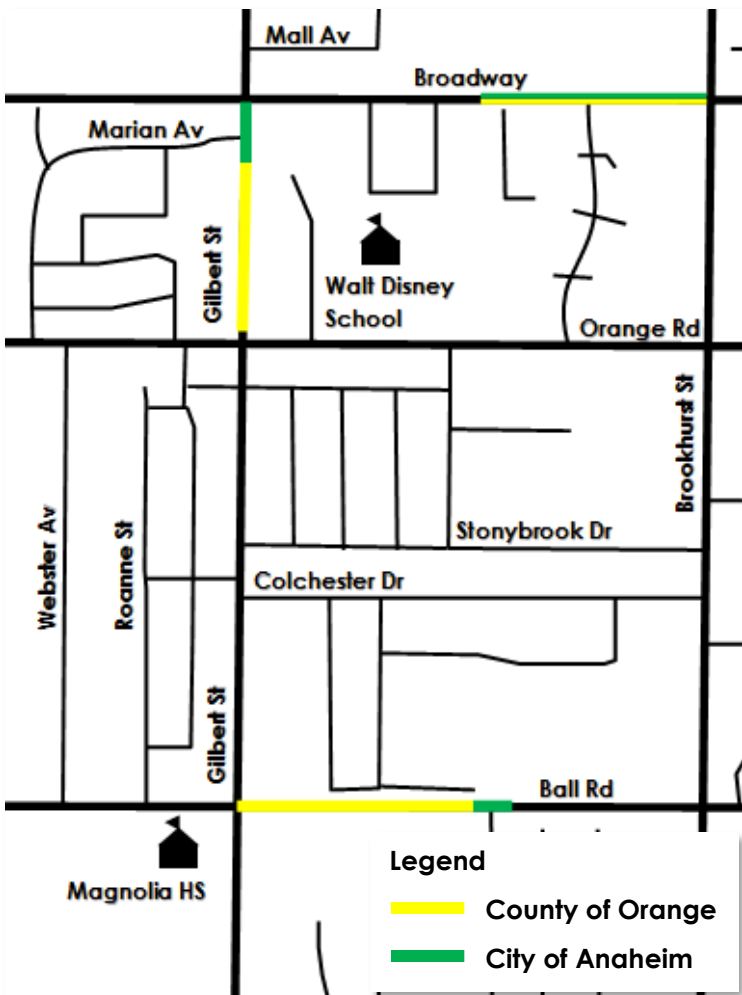 Mall Av
Broadway
Marian Av
Gilbert St
Walt Disney
School
Orange Rd
Brookhurst St
Webster Av
Roanne St
Stonybrook Dr
Colchester Dr
Gilbert St
Ball Rd
Magnolia HS
Legend
County of Orange
City of Anaheim